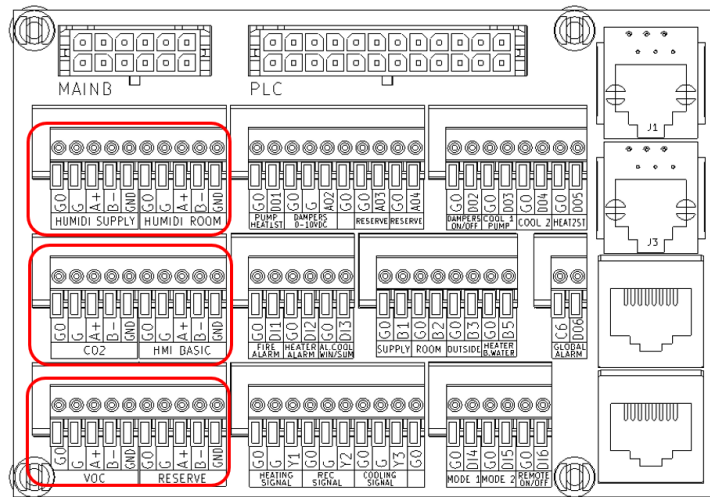 MAINB PLC
J1
G0 G A+ B- GND G0 G A+ B- GND
HUMIDI SUPPLY HUMIDI ROOM
G0 DO1 G0 G AO2 G0 G0 AO3 G0 AO4
PUMP HEAT1ST DAMPERS 0-10VDC RESERVE RESERVE
G0 DO2 G0 DO3 G0 DO4 G0 DO5
DAMPERS ON/OFF COOL 1 PUMP COOL 2 HEAT2ST
J3
G0 G A+ B- GND G0 G A+ B- GND
CO2 HMI BASIC
G0 DI1 G0 DI2 G0 DI3
FIRE ALARM HEATER ALARM AL.COOL WIN/SUM
G0 B1 G0 B2 G0 B3 G0 B5
SUPPLY ROOM OUTSIDE HEATER B.WATER
C6 DO6
GLOBAL ALARM
G0 G A+ B- GND G0 G A+ B- GND
VOC RESERVE
G0 G Y1 G0 G Y2 G0 G Y3 G0
HEATING SIGNAL REC SIGNAL COOLING SIGNAL
G0 DI4 G0 DI5 G0 DI6
MODE 1 MODE 2 REMOTE ON/OFF